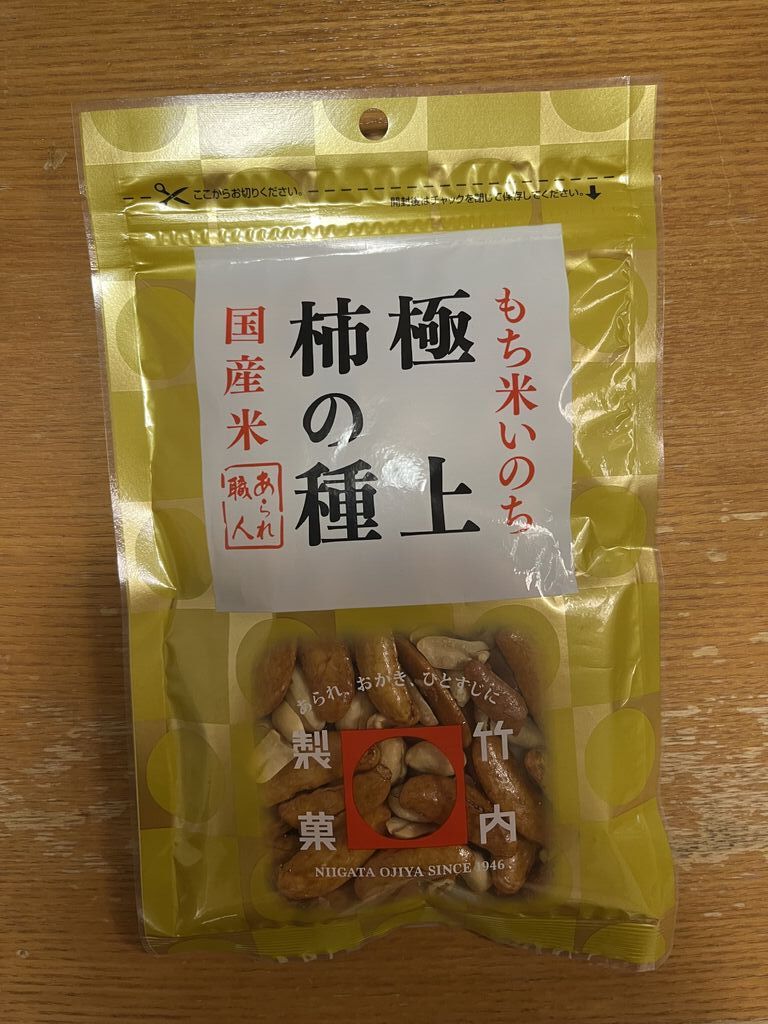 ここからお切りください。
開封後はチャックを閉じて保存してください。
もち米いのち
極上
柿の種
国産米
あられ
職人
あられ、おかき、ひとすじに
竹内
製菓
NIIGATA OJIYA SINCE 1946